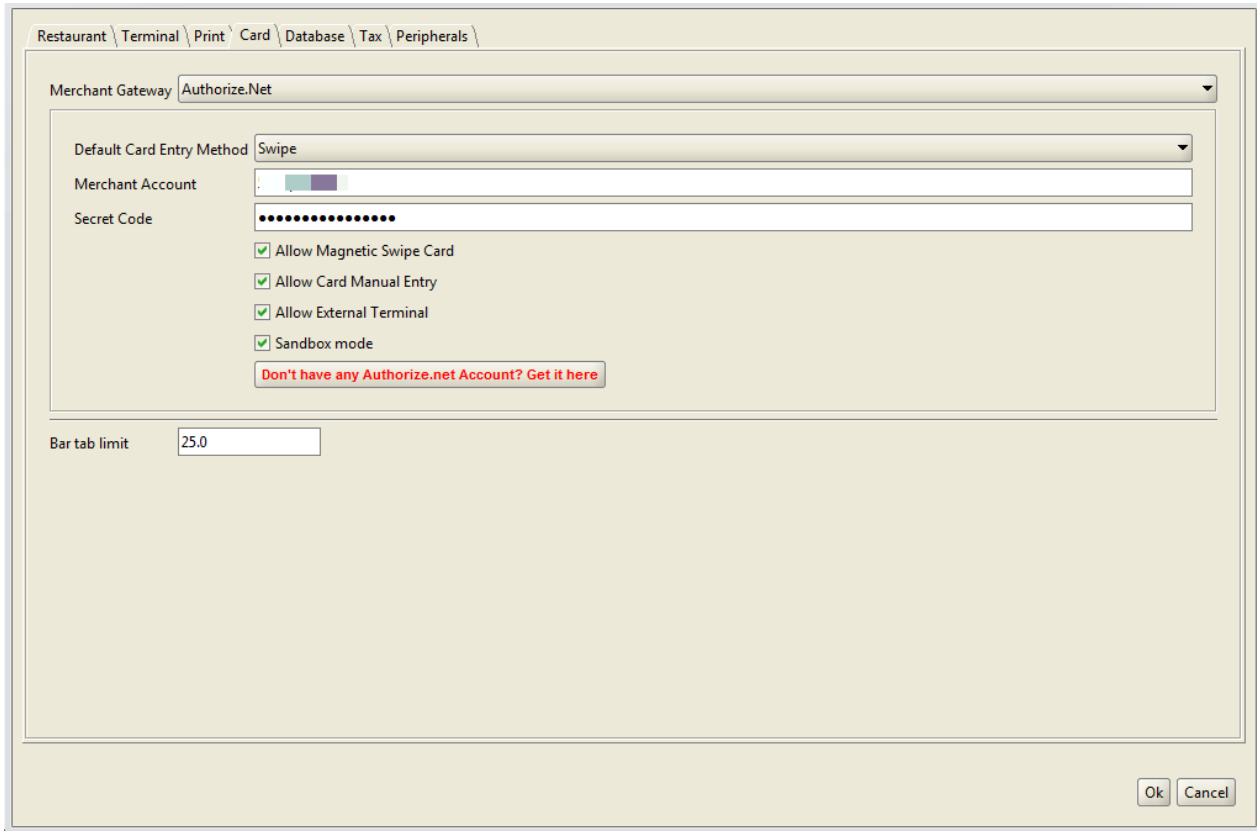 Restaurant Terminal Print Card Database Tax Peripherals
Merchant Gateway Authorize.Net
Default Card Entry Method Swipe
Merchant Account
Secret Code ••••••••••••••••
Allow Magnetic Swipe Card
Allow Card Manual Entry
Allow External Terminal
Sandbox mode
Don't have any Authorize.net Account? Get it here
Bar tab limit 25.0
Ok Cancel